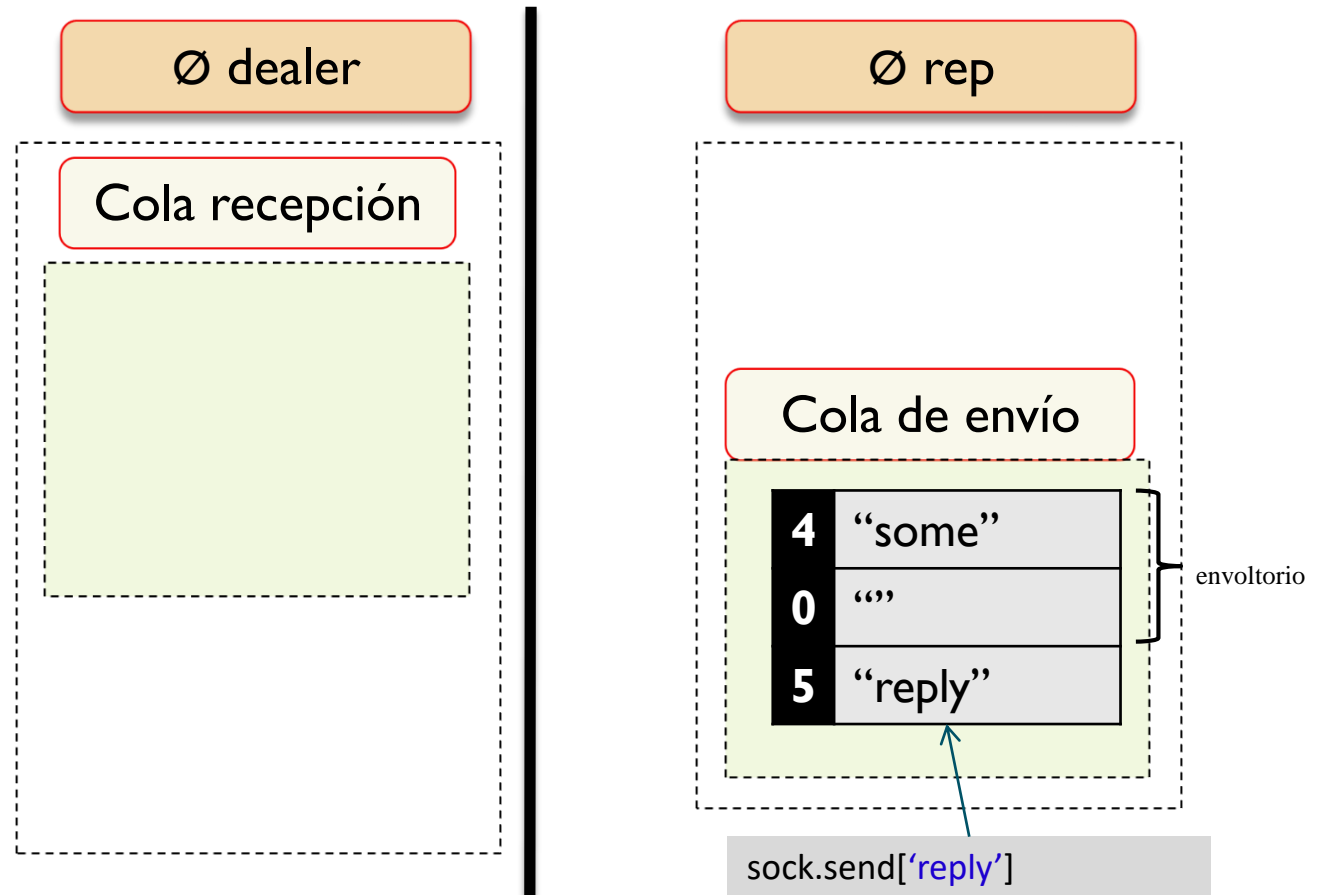 Ø dealer
Cola recepción
Ø rep
Cola de envío
4 “some”
0 “”
5 “reply”
envoltorio
sock.send[‘reply’]